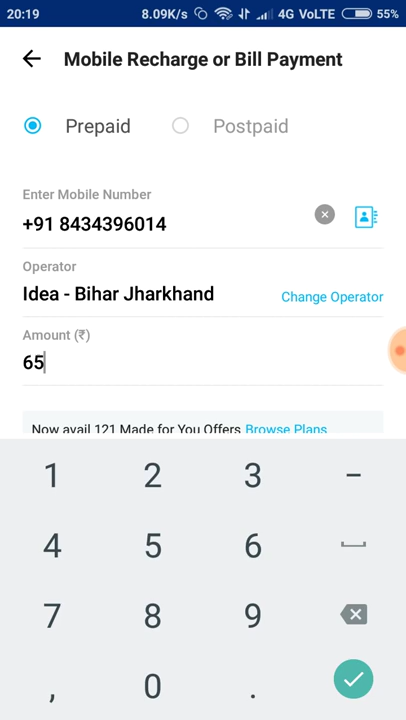 20:19 8.09K/s 4G VoLTE 55%
Mobile Recharge or Bill Payment
Prepaid Postpaid
Enter Mobile Number
+91 8434396014
Operator
Idea - Bihar Jharkhand Change Operator
Amount (₹)
65
Now avail 121 Made for You Offers Browse Plans
1 2 3 -
4 5 6
7 8 9
, 0 .